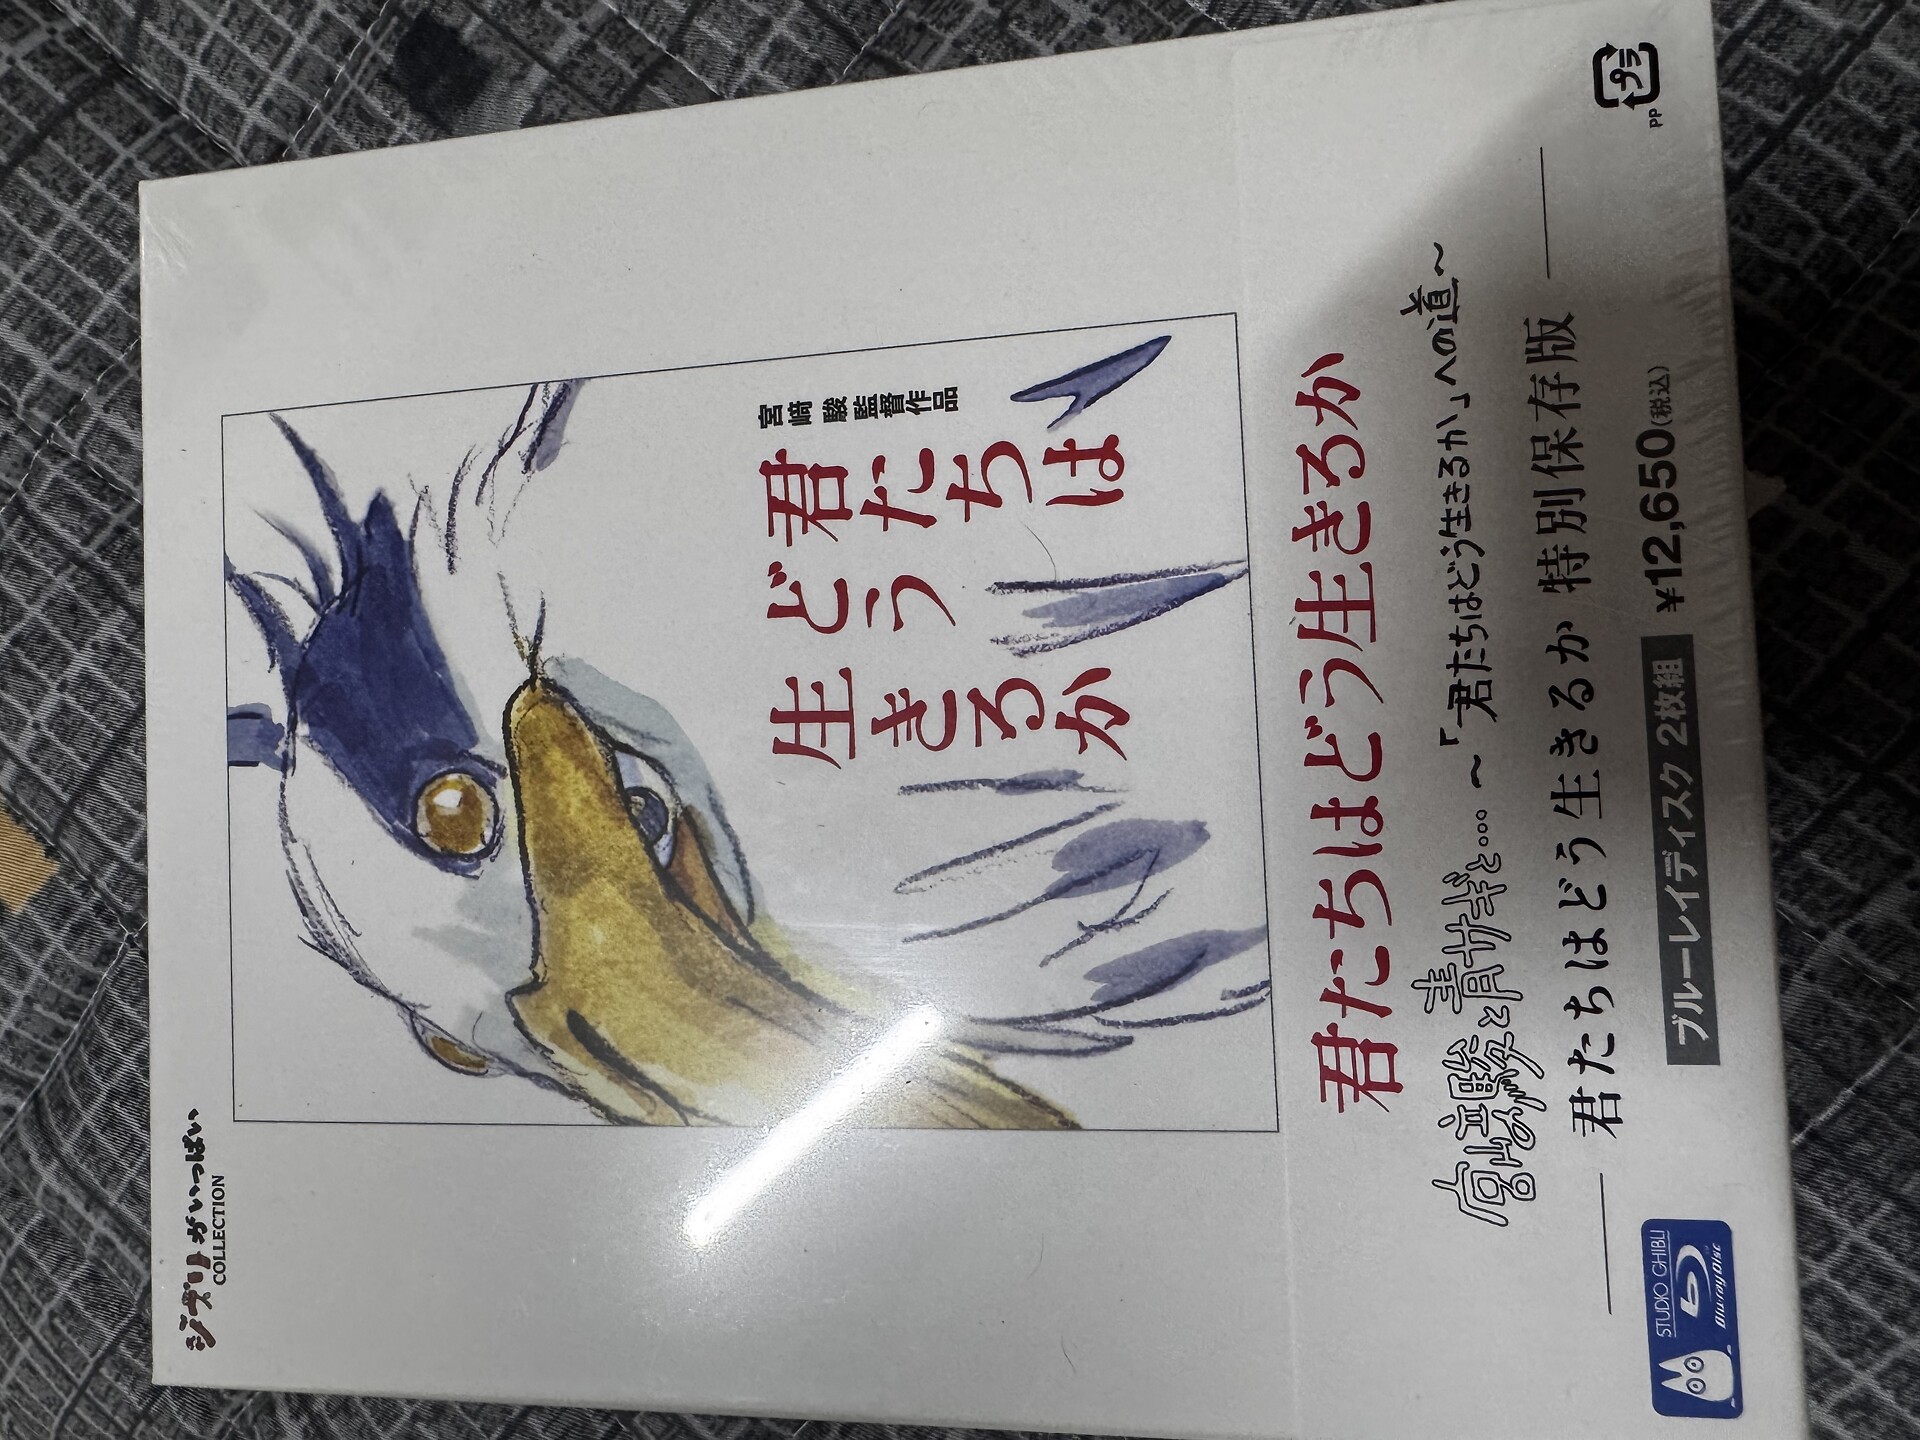 ジブリがいっぱい
COLLECTION
宮﨑 駿 監督作品
君たちは
どう
生きるか
君たちはどう生きるか
宮﨑駿と青サギと… ～「君たちはどう生きるか」への道～
君たちはどう生きるか 特別保存版
STUDIO GHIBLI
Blu-ray Disc
ブルーレイディスク 2枚組
¥12,650(税込)
プラ
PP